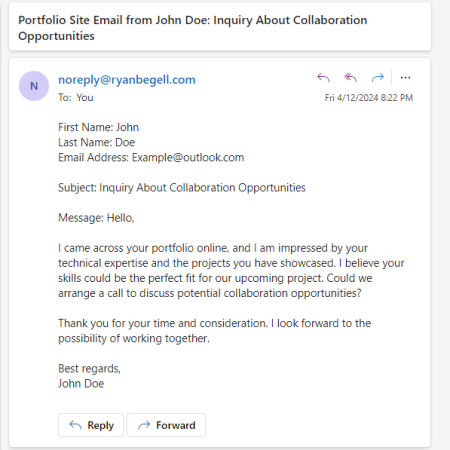 Portfolio Site Email from John Doe: Inquiry About Collaboration
Opportunities
N
noreply@ryanbegell.com
To: You
Fri 4/12/2024 8:22 PM
First Name: John
Last Name: Doe
Email Address: Example@outlook.com
Subject: Inquiry About Collaboration Opportunities
Message: Hello,
I came across your portfolio online, and I am impressed by your
technical expertise and the projects you have showcased. I believe your
skills could be the perfect fit for our upcoming project. Could we
arrange a call to discuss potential collaboration opportunities?
Thank you for your time and consideration. I look forward to the
possibility of working together.
Best regards,
John Doe
Reply
Forward